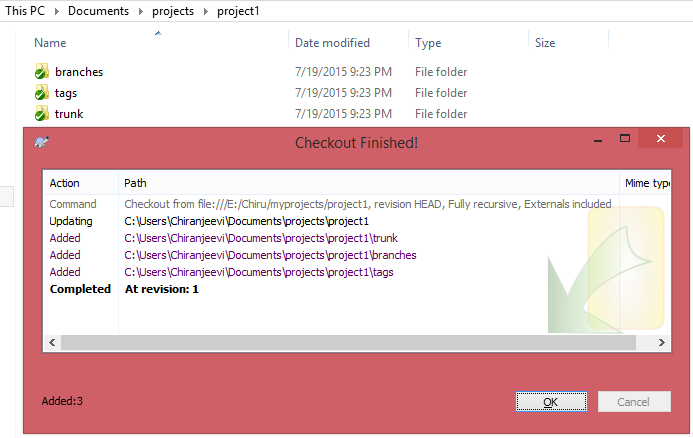 This PC > Documents > projects > project1
Name Date modified Type Size
branches 7/19/2015 9:23 PM File folder
tags 7/19/2015 9:23 PM File folder
trunk 7/19/2015 9:23 PM File folder
Checkout Finished!
Action Path Mime type
Command Checkout from file:///E:/Chiru/myprojects/project1, revision HEAD, Fully recursive, Externals included
Updating C:\Users\Chiranjeevi\Documents\projects\project1
Added C:\Users\Chiranjeevi\Documents\projects\project1\trunk
Added C:\Users\Chiranjeevi\Documents\projects\project1\branches
Added C:\Users\Chiranjeevi\Documents\projects\project1\tags
Completed At revision: 1
Added:3
OK Cancel